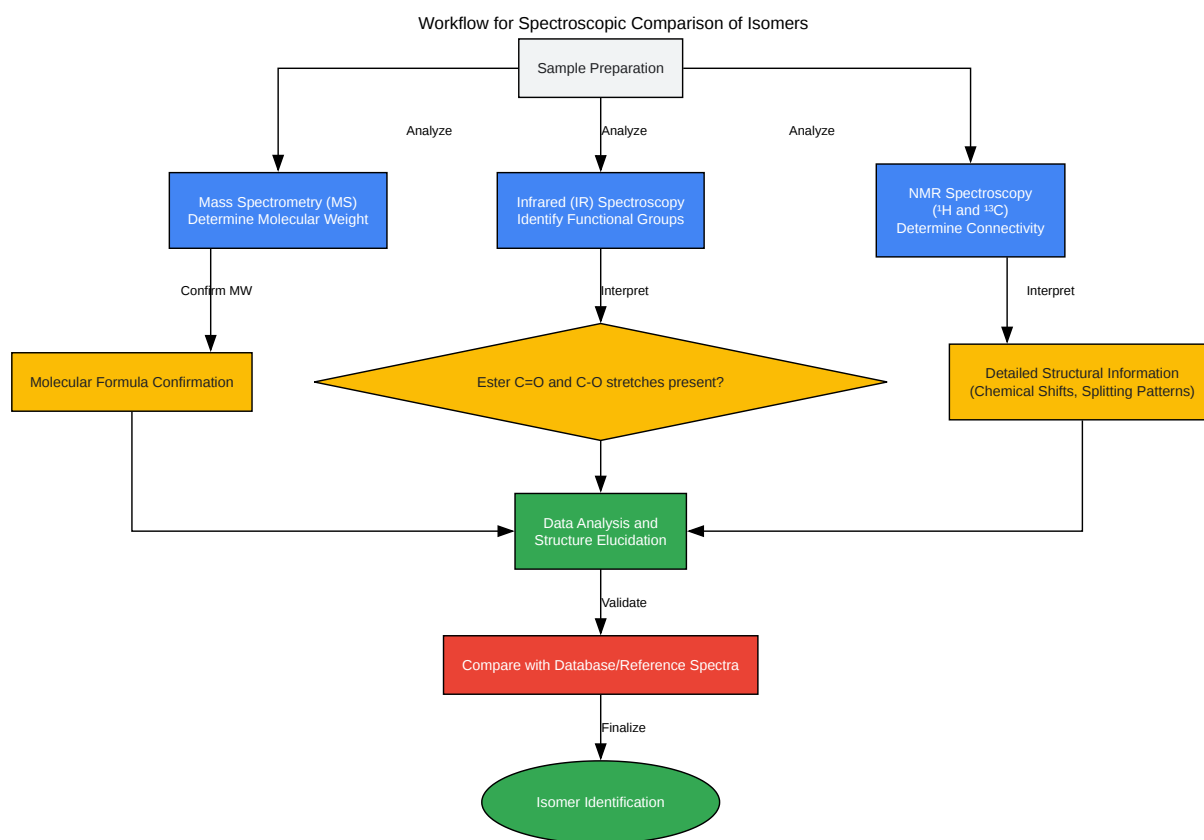 Workflow for Spectroscopic Comparison of Isomers
Sample Preparation
Analyze
Analyze
Analyze
Mass Spectrometry (MS)
Determine Molecular Weight
Infrared (IR) Spectroscopy
Identify Functional Groups
NMR Spectroscopy
(¹H and ¹³C)
Determine Connectivity
Confirm MW
Interpret
Interpret
Molecular Formula Confirmation
Ester C=O and C-O stretches present?
Detailed Structural Information
(Chemical Shifts, Splitting Patterns)
Data Analysis and
Structure Elucidation
Validate
Compare with Database/Reference Spectra
Finalize
Isomer Identification